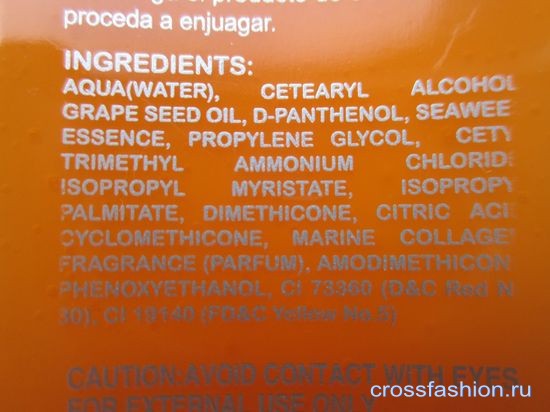 proceda a enjuagar.
INGREDIENTS:
AQUA(WATER), CETEARYL ALCOHOL
GRAPE SEED OIL, D-PANTHENOL, SEAWEE
ESSENCE, PROPYLENE GLYCOL, CETY
TRIMETHYL AMMONIUM CHLORID
ISOPROPYL MYRISTATE, ISOPROPY
PALMITATE, DIMETHICONE, CITRIC ACI
CYCLOMETHICONE, MARINE COLLAGE
FRAGRANCE (PARFUM), AMODIMETHICON
PHENOXYETHANOL, CI 73360 (D&C Red N
30), CI 19140 (FD&C Yellow No.5)
CAUTION:AVOID CONTACT WITH EYES
FOR EXTERNAL USE ONLY
crossfashion.ru